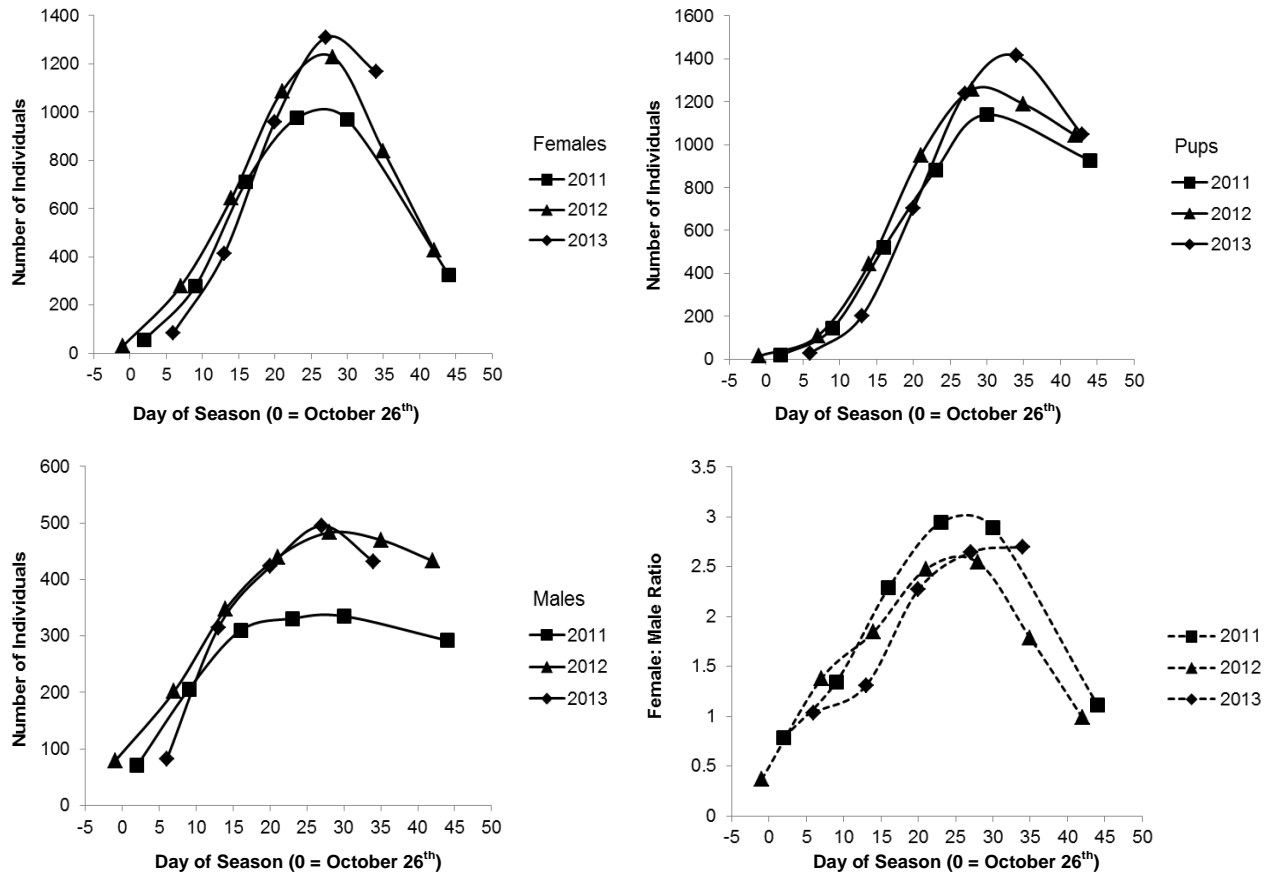 1400
1200
1000
800
600
400
200
0
-5 0 5 10 15 20 25 30 35 40 45 50
Number of Individuals
Day of Season (0 = October 26th)
Females
2011
2012
2013
1600
1400
1200
1000
800
600
400
200
0
-5 0 5 10 15 20 25 30 35 40 45 50
Number of Individuals
Day of Season (0 = October 26th)
Pups
2011
2012
2013
600
500
400
300
200
100
0
-5 0 5 10 15 20 25 30 35 40 45 50
Number of Individuals
Day of Season (0 = October 26th)
Males
2011
2012
2013
3.5
3
2.5
2
1.5
1
0.5
0
-5 0 5 10 15 20 25 30 35 40 45 50
Female: Male Ratio
Day of Season (0 = October 26th)
2011
2012
2013